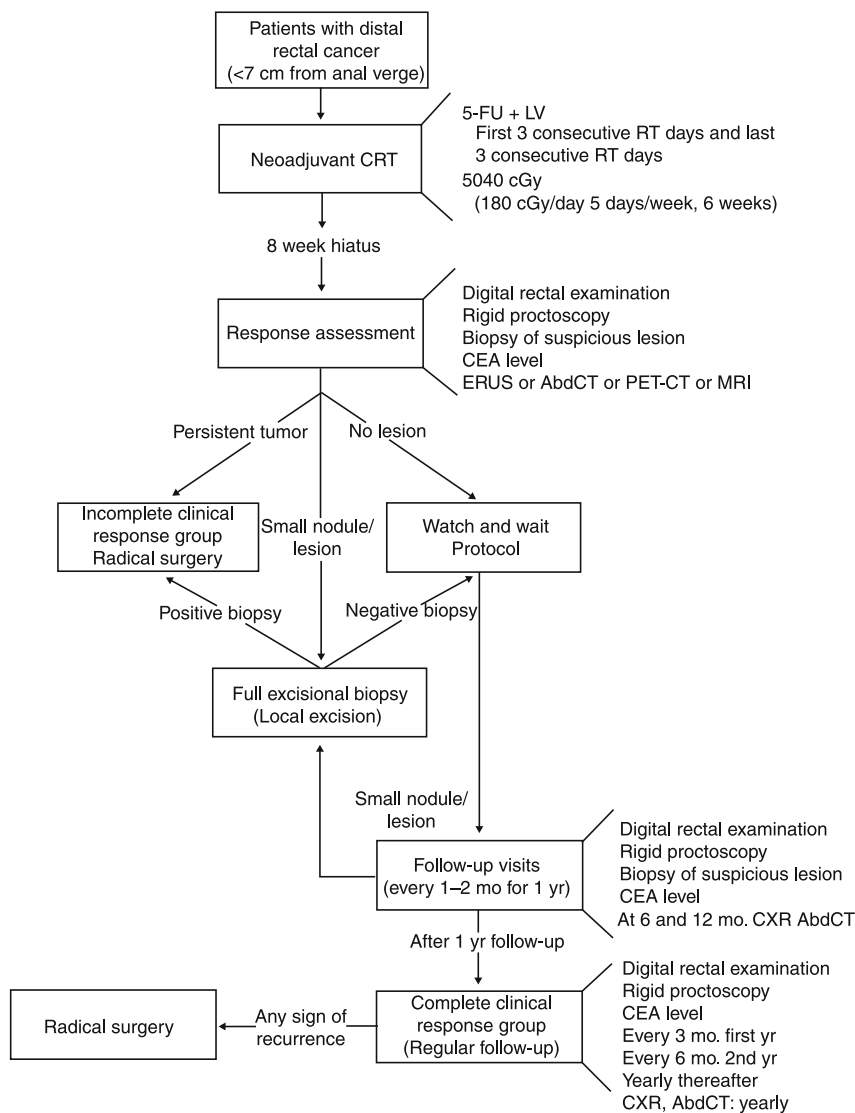 Patients with distal
rectal cancer
(<7 cm from anal verge)
5-FU + LV
First 3 consecutive RT days and last
3 consecutive RT days
5040 cGy
(180 cGy/day 5 days/week, 6 weeks)
Neoadjuvant CRT
8 week hiatus
Response assessment
Digital rectal examination
Rigid proctoscopy
Biopsy of suspicious lesion
CEA level
ERUS or AbdCT or PET-CT or MRI
Persistent tumor
No lesion
Incomplete clinical
response group
Radical surgery
Small nodule/
lesion
Watch and wait
Protocol
Positive biopsy
Negative biopsy
Full excisional biopsy
(Local excision)
Small nodule/
lesion
Follow-up visits
(every 1–2 mo for 1 yr)
Digital rectal examination
Rigid proctoscopy
Biopsy of suspicious lesion
CEA level
At 6 and 12 mo. CXR AbdCT
After 1 yr follow-up
Radical surgery
Any sign of
recurrence
Complete clinical
response group
(Regular follow-up)
Digital rectal examination
Rigid proctoscopy
CEA level
Every 3 mo. first yr
Every 6 mo. 2nd yr
Yearly thereafter
CXR, AbdCT: yearly